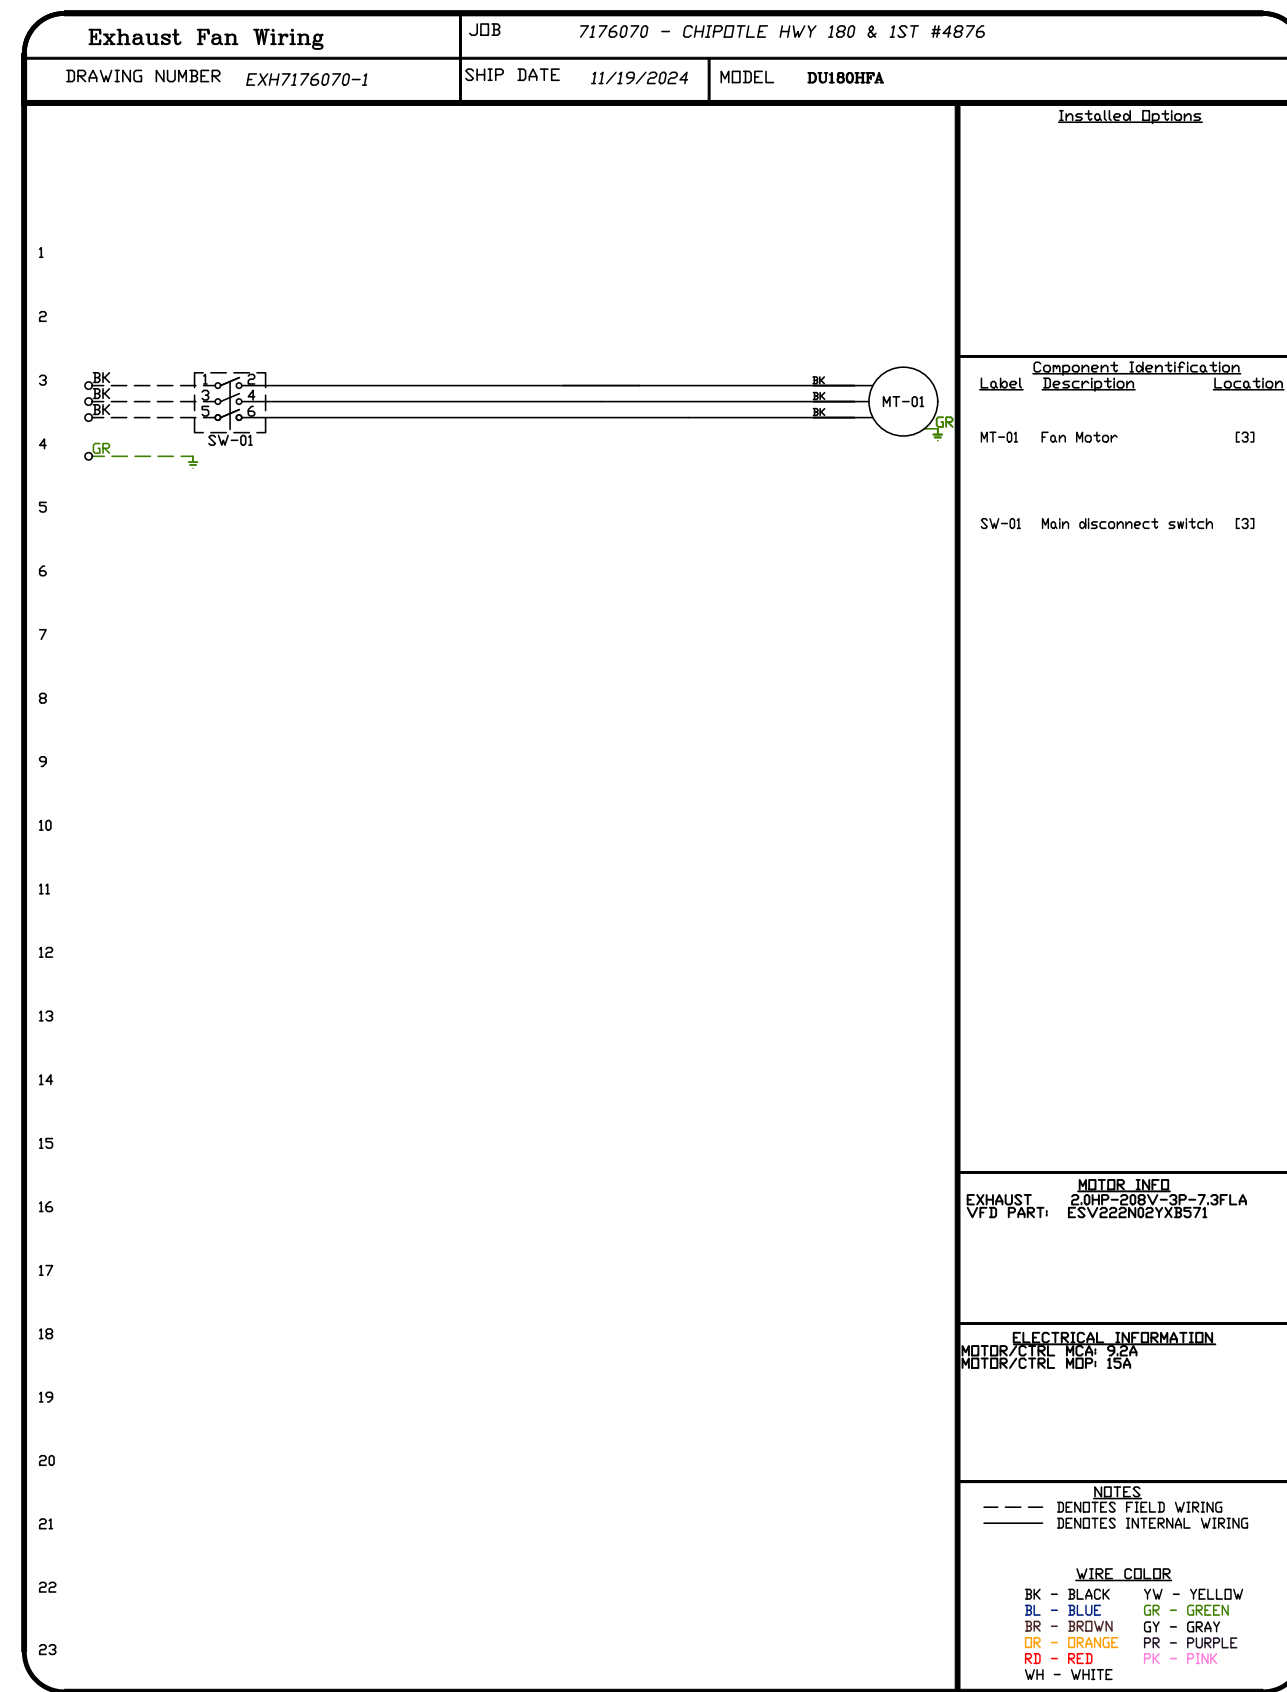 Exhaust Fan Wiring
JOB 7176070 - CHIPOTLE HWY 180 & 1ST #4876
DRAWING NUMBER EXH7176070-1
SHIP DATE 11/19/2024
MODEL DU180HFA
Installed Options
1
2
3
4
5
6
7
8
9
10
11
12
13
14
15
16
17
18
19
20
21
22
23
BK 1 2 BK
BK 3 4 BK
BK 5 6 BK
MT-01
GR
SW-01
GR
Component Identification
Label Description Location
MT-01 Fan Motor [3]
SW-01 Main disconnect switch [3]
MOTOR INFO
EXHAUST 2.0HP-208V-3P-7.3FLA
VFD PART: ESV222N02YXB571
ELECTRICAL INFORMATION
MOTOR/CTRL MCA: 9.2A
MOTOR/CTRL MOP: 15A
NOTES
DENOTES FIELD WIRING
DENOTES INTERNAL WIRING
WIRE COLOR
BK - BLACK YW - YELLOW
BL - BLUE GR - GREEN
BR - BROWN GY - GRAY
OR - ORANGE PR - PURPLE
RD - RED PK - PINK
WH - WHITE